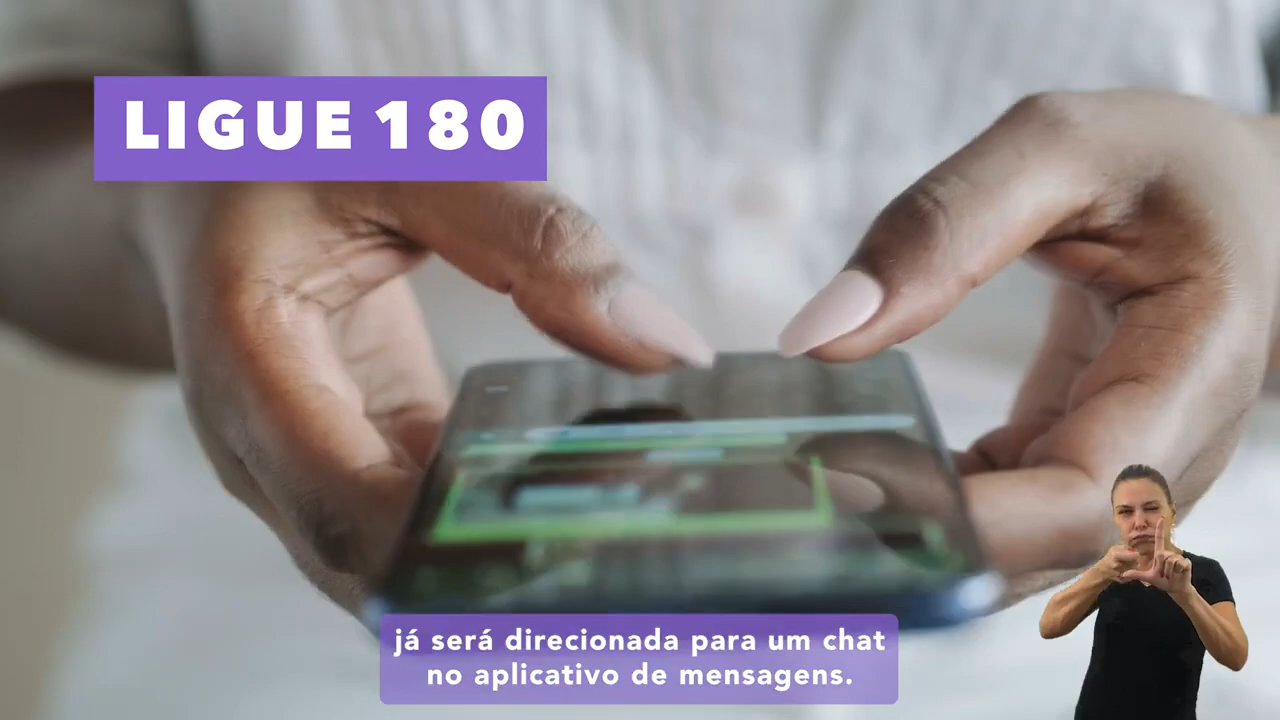 LIGUE 180
já será direcionada para um chat
no aplicativo de mensagens.